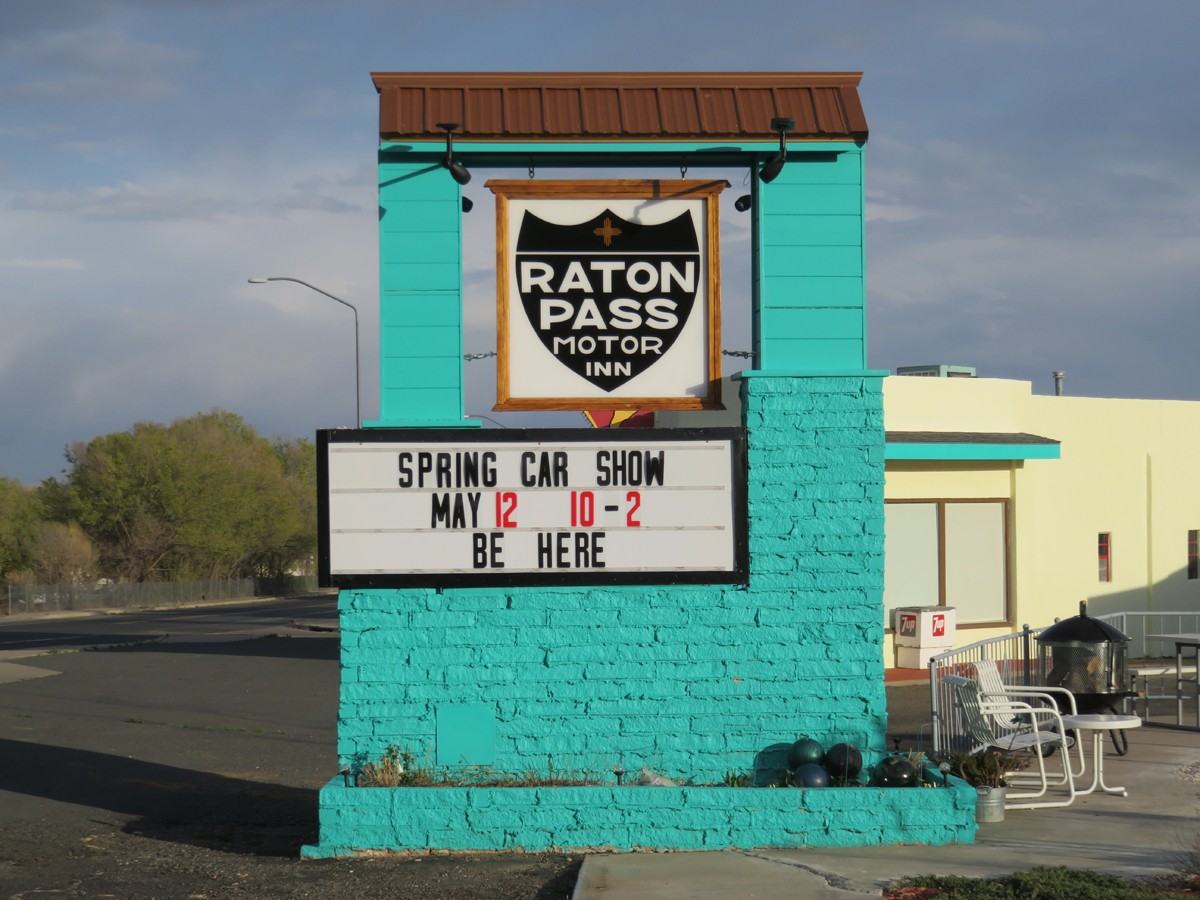 RATON
PASS
MOTOR
INN
SPRING CAR SHOW
MAY 12 10-2
BE HERE
7up 7up